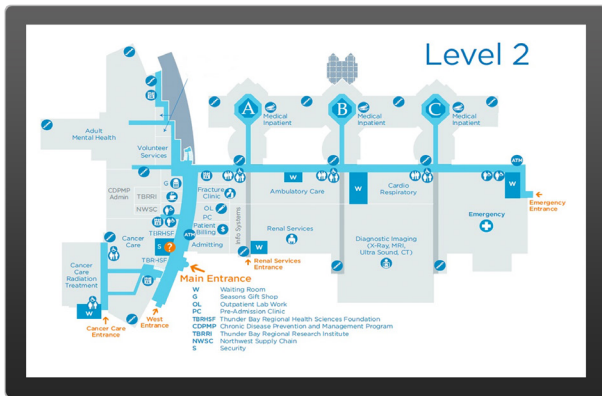 Level 2
A
B
C
Medical
Inpatient
Medical
Inpatient
Medical
Inpatient
Adult
Mental Health
Volunteer
Services
ATM
CDPMP
Admin
TBRRI
NWSC
G
Fracture
Clinic
OL
PC
Patient
Billing
$
Admitting
ATM
Info Systems
W
Ambulatory Care
W
Cardio
Respiratory
W
Emergency
Entrance
Emergency
Renal Services
W
Renal Services
Entrance
Diagnostic Imaging
(X-Ray, MRI,
Ultra Sound, CT)
TBRHSF
S ?
TBRHSF
Cancer
Care
Cancer
Care
Radiation
Treatment
W
Cancer Care
Entrance
West
Entrance
Main Entrance
W Waiting Room
G Seasons Gift Shop
OL Outpatient Lab Work
PC Pre-Admission Clinic
TBRHSF Thunder Bay Regional Health Sciences Foundation
CDPMP Chronic Disease Prevention and Management Program
TBRRI Thunder Bay Regional Research Institute
NWSC Northwest Supply Chain
S Security